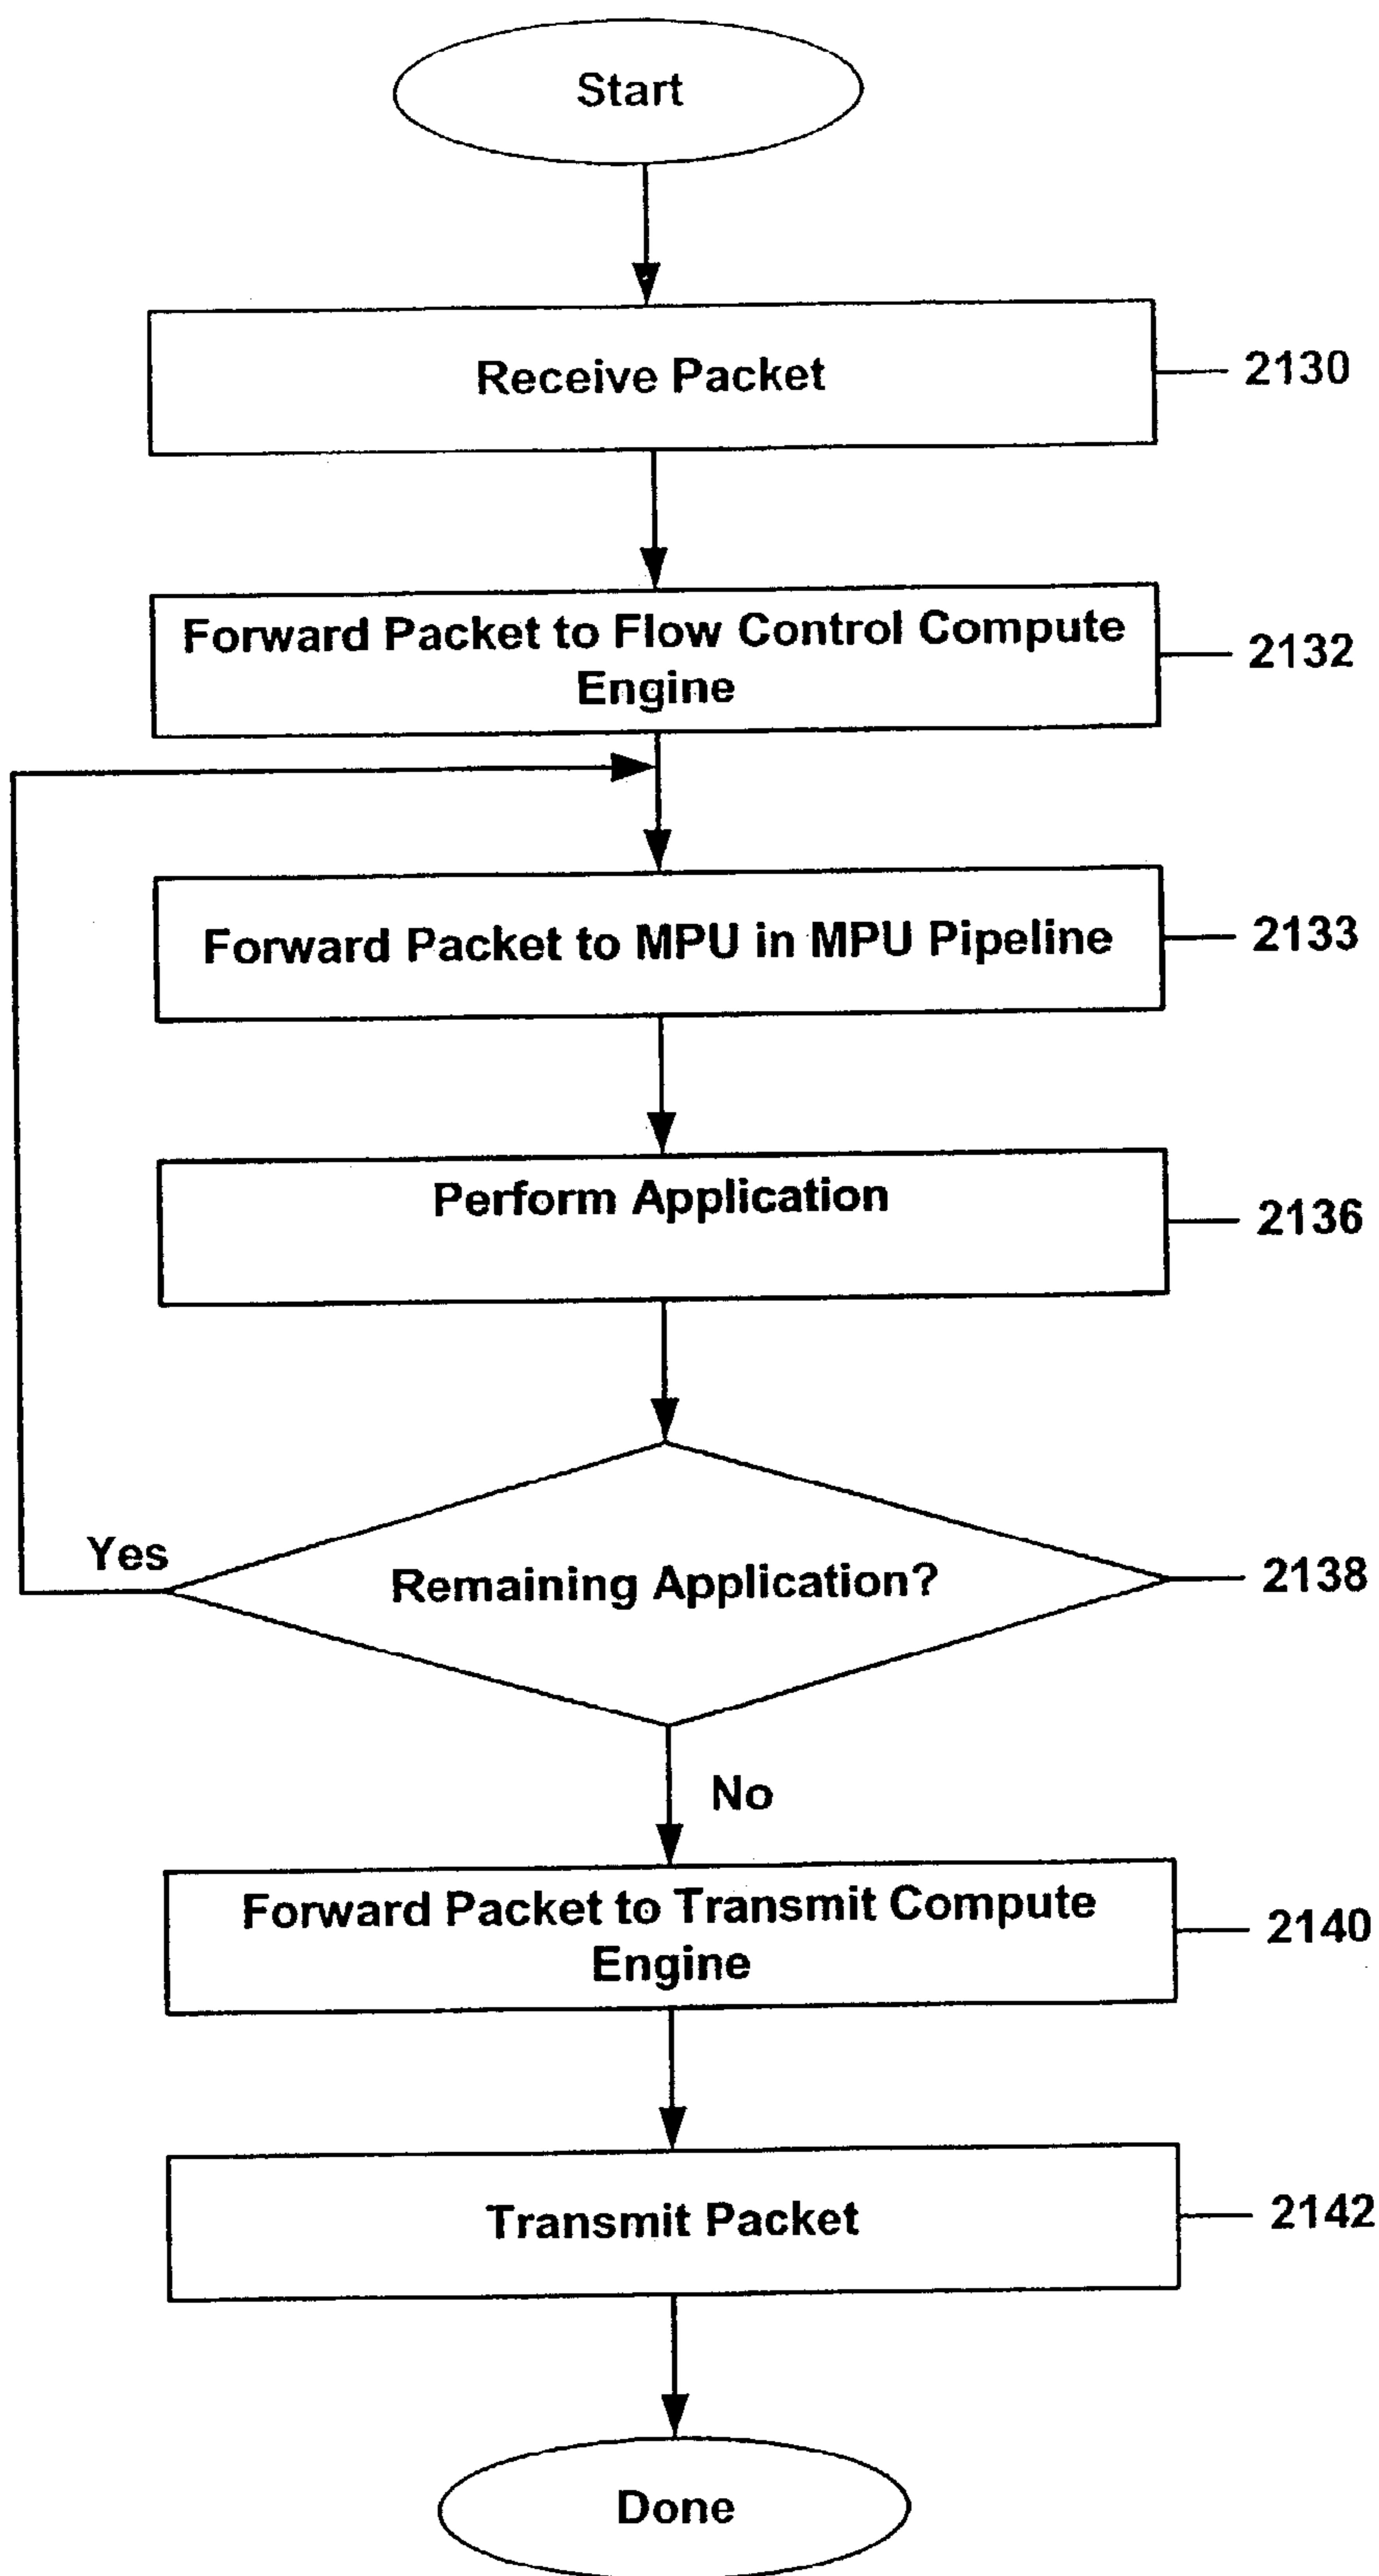 Start
Receive Packet
2130
Forward Packet to Flow Control Compute
Engine
2132
Forward Packet to MPU in MPU Pipeline
2133
Perform Application
2136
Yes
Remaining Application?
2138
No
Forward Packet to Transmit Compute
Engine
2140
Transmit Packet
2142
Done